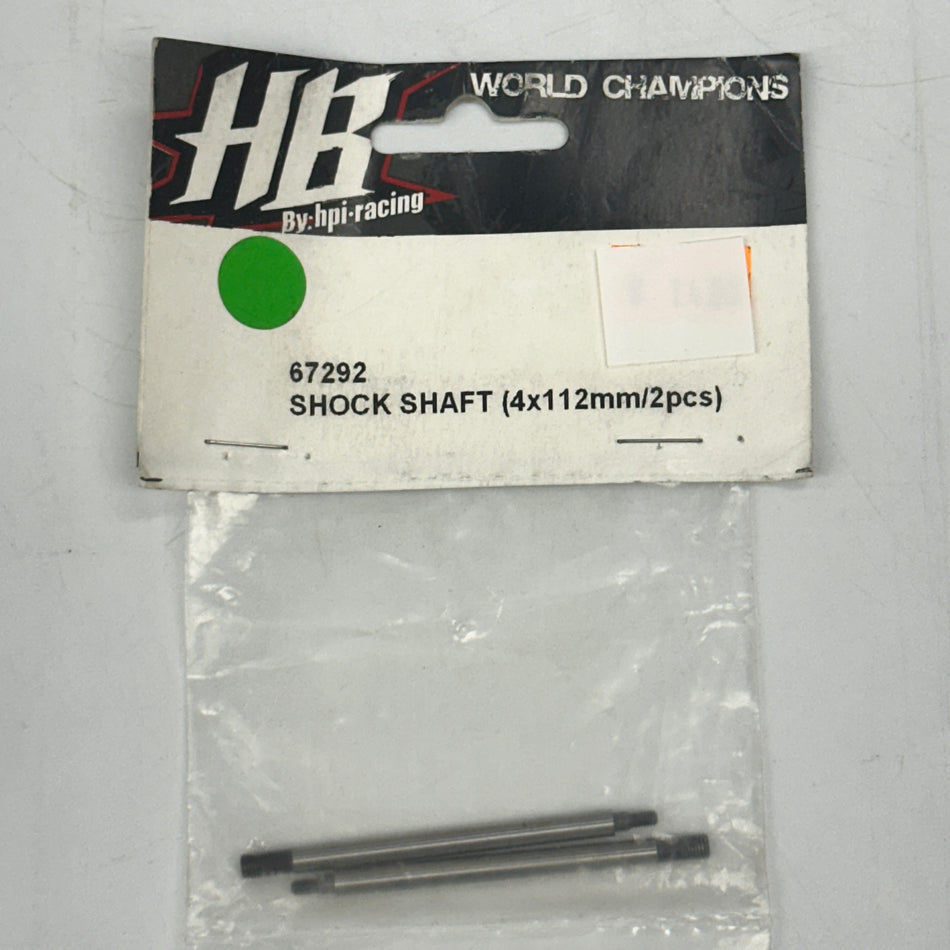 HB
WORLD CHAMPIONS
By:hpi·racing
67292
SHOCK SHAFT (4x112mm/2pcs)